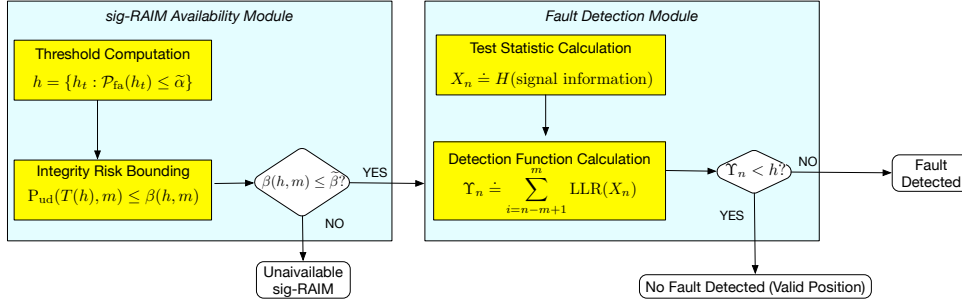 sig-RAIM Availability Module
Threshold Computation
h = {h_t : P_fa(h_t) ≤ α̃}
Integrity Risk Bounding
P_ud(T(h), m) ≤ β(h, m)
β(h, m) ≤ β̃?
YES
NO
Unaivailable
sig-RAIM
Fault Detection Module
Test Statistic Calculation
X_n ≐ H(signal information)
Detection Function Calculation
Υ_n ≐ ∑_{i=n−m+1}^{m} LLR(X_n)
Υ_n < h?
NO
YES
Fault
Detected
No Fault Detected (Valid Position)